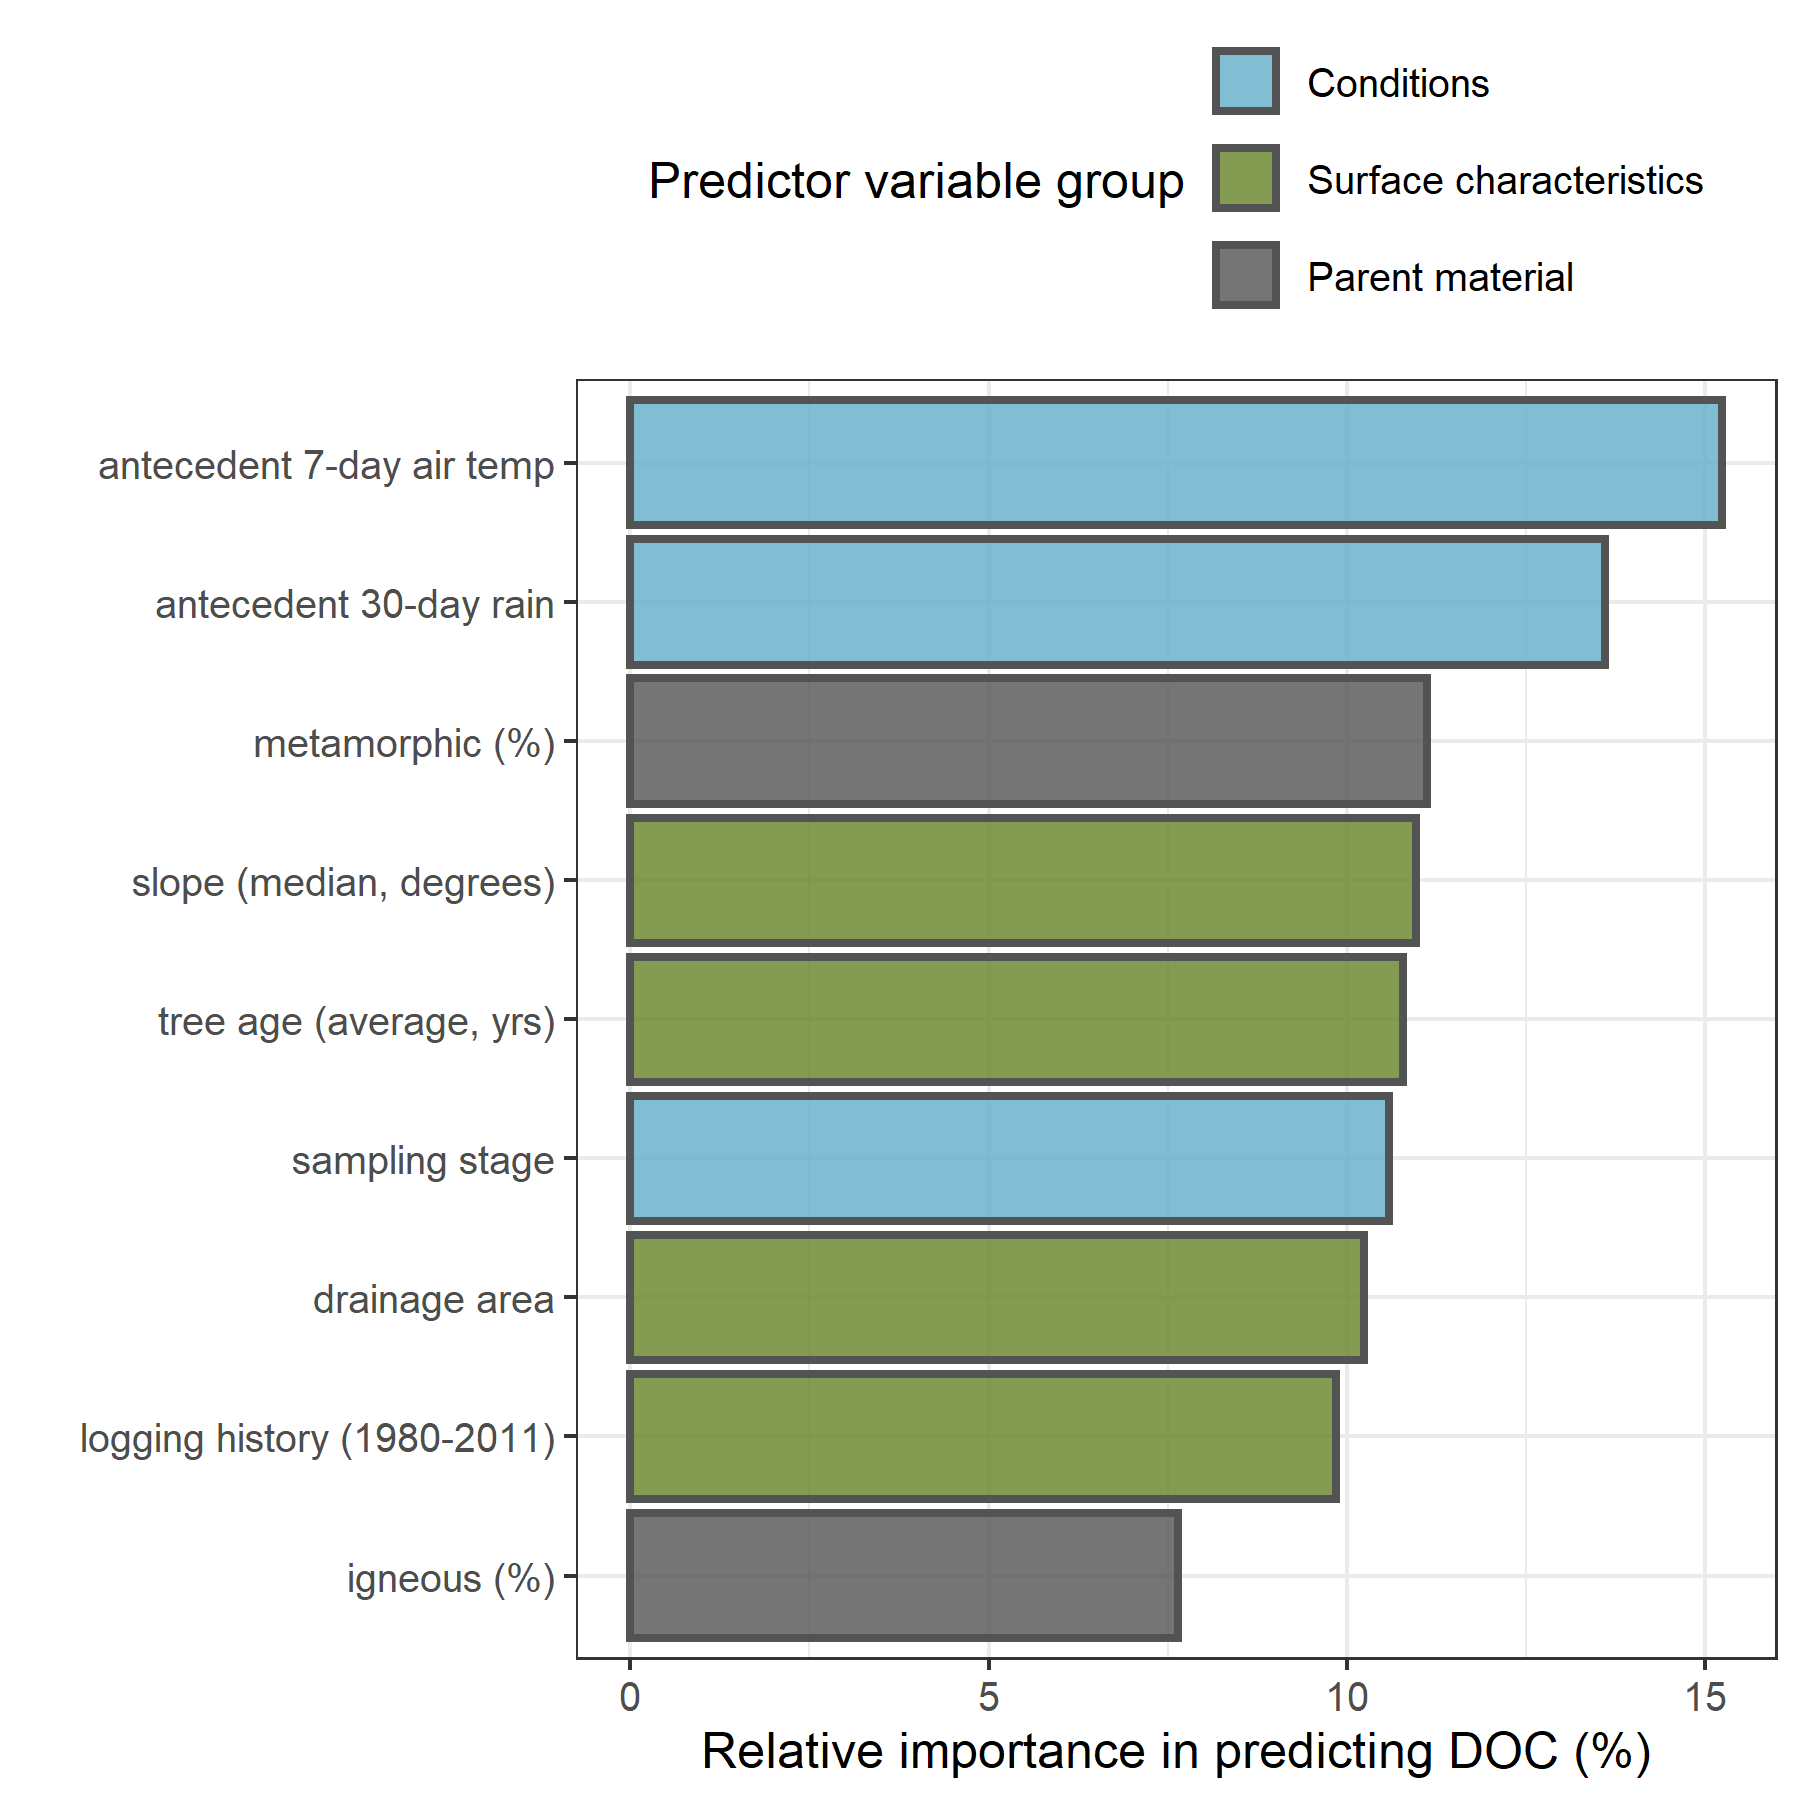 Conditions
Predictor variable group
Surface characteristics
Parent material
antecedent 7-day air temp
antecedent 30-day rain
metamorphic (%)
slope (median, degrees)
tree age (average, yrs)
sampling stage
drainage area
logging history (1980-2011)
igneous (%)
0 5 10 15
Relative importance in predicting DOC (%)